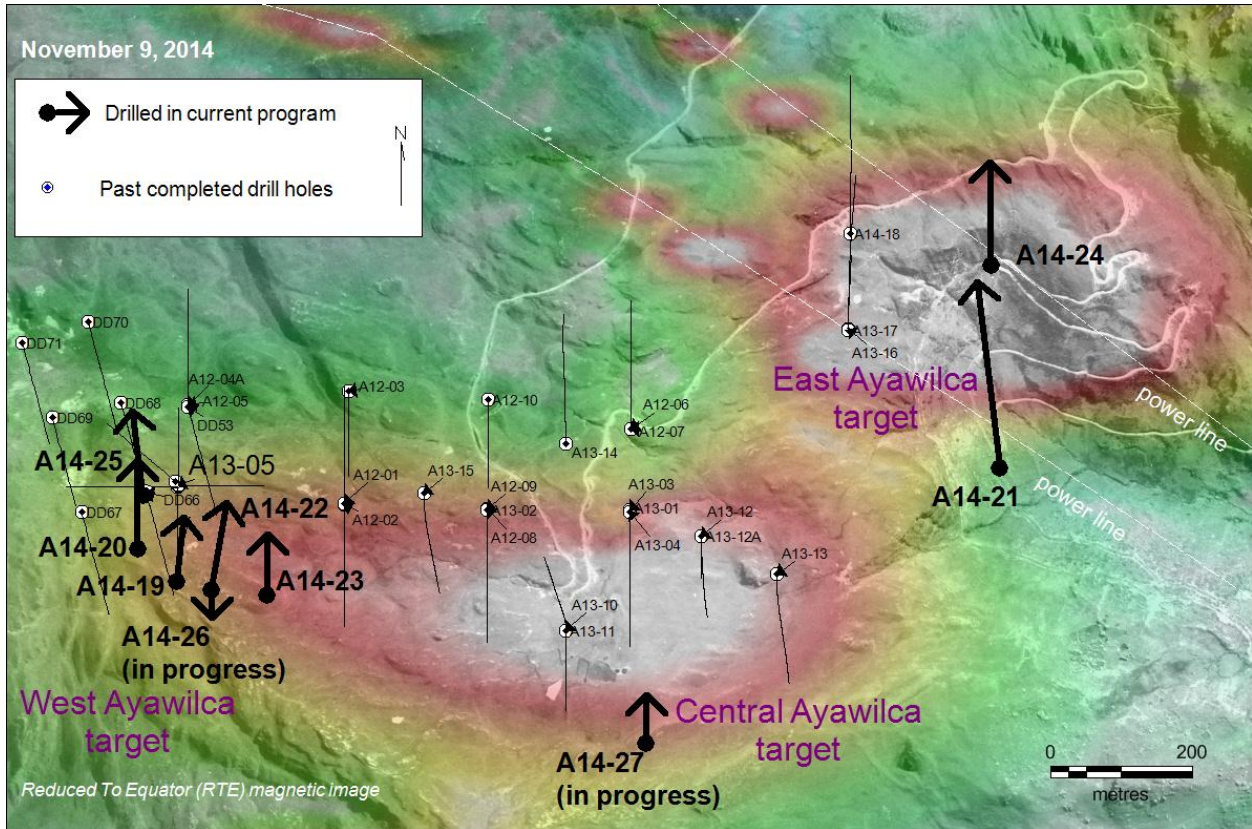 November 9, 2014
Drilled in current program
N
Past completed drill holes
A14-18
A14-24
A13-17
A13-16
East Ayawilca
target
power line
power line
DD70
DD71
A12-04A
A12-05
DD53
DD68
DD69
A12-03
A12-10
A12-06
A12-07
A13-14
A14-25
A13-05
DD66
DD67
A14-20
A14-19
A14-22
A14-23
A12-01
A12-02
A13-15
A12-09
A13-02
A12-08
A13-03
A13-01
A13-04
A13-12
A13-12A
A13-13
A14-21
A13-10
A13-11
A14-26
(in progress)
West Ayawilca
target
Central Ayawilca
target
A14-27
(in progress)
0 200
metres
Reduced To Equator (RTE) magnetic image